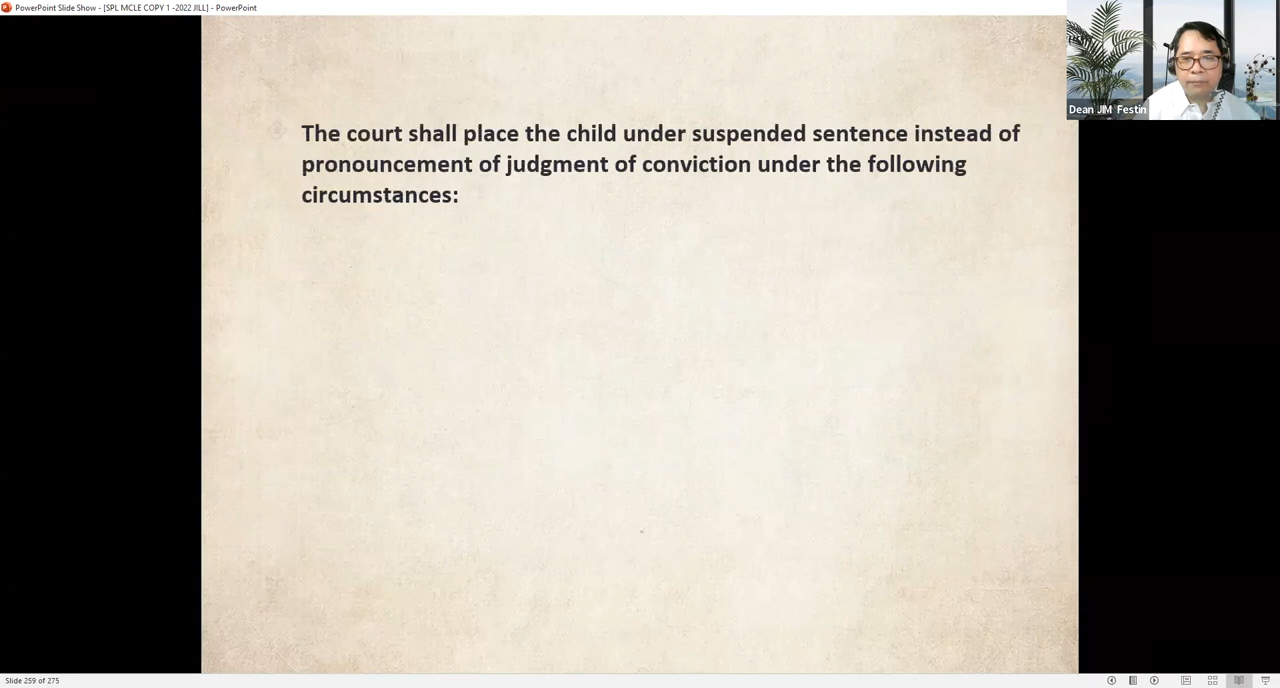 PowerPoint Slide Show - [SPL MCLE COPY 1 -2022 JILL] - PowerPoint
Dean JIM Festin
The court shall place the child under suspended sentence instead of
pronouncement of judgment of conviction under the following
circumstances:
Slide 259 of 275